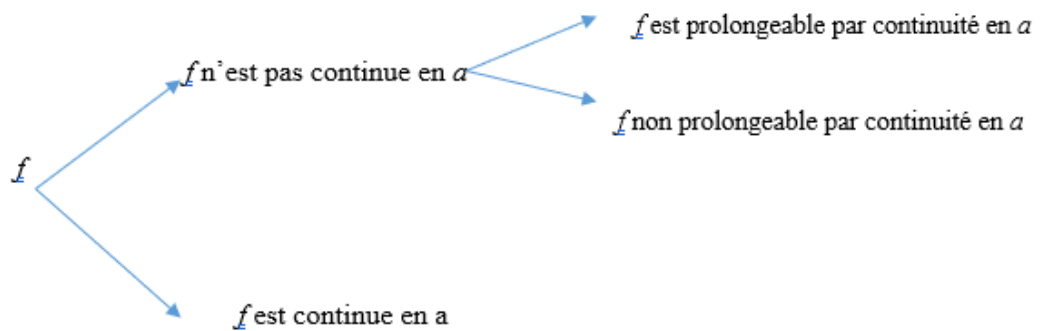 f est prolongeable par continuité en a
f n’est pas continue en a
f non prolongeable par continuité en a
f
f est continue en a